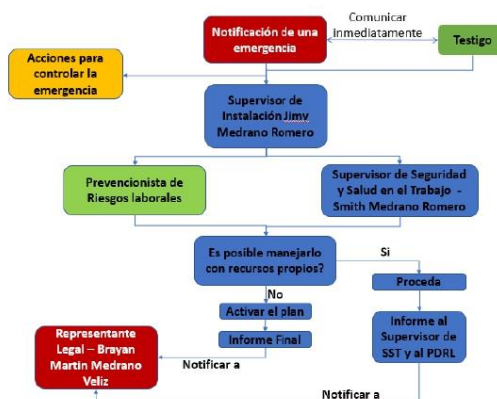 Notificación de una
emergencia
Comunicar
inmediatamente
Testigo
Acciones para
controlar la
emergencia
Supervisor de
Instalación Jimy
Medrano Romero
Prevencionista de
Riesgos laborales
Supervisor de Seguridad
y Salud en el Trabajo -
Smith Medrano Romero
Es posible manejarlo
con recursos propios?
Si
No
Proceda
Activar el plan
Informe Final
Informe al
Supervisor de
SST y al PDRL
Representante
Legal – Brayan
Martin Medrano
Veliz
Notificar a
Notificar a